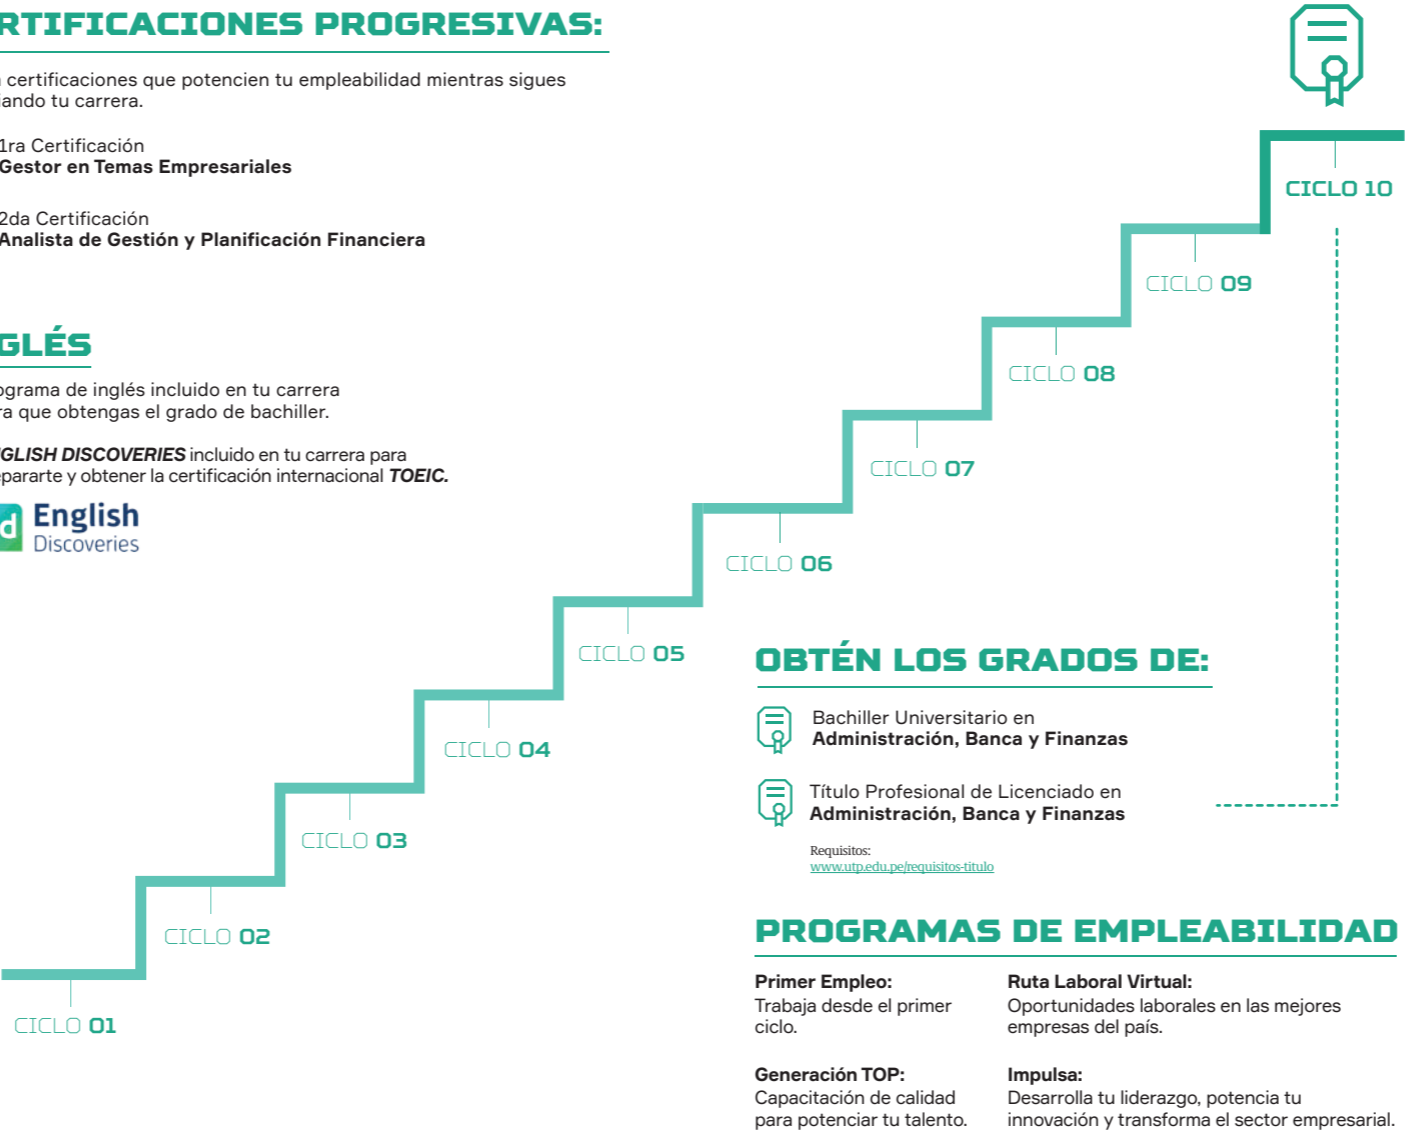 RTIFICACIONES PROGRESIVAS:
certificaciones que potencien tu empleabilidad mientras sigues
iando tu carrera.
1ra Certificación
Gestor en Temas Empresariales
2da Certificación
Analista de Gestión y Planificación Financiera
GLÉS
ograma de inglés incluido en tu carrera
ra que obtengas el grado de bachiller.
GLISH DISCOVERIES incluido en tu carrera para
epararte y obtener la certificación internacional TOEIC.
d English
Discoveries
CICLO 10
CICLO 09
CICLO 08
CICLO 07
CICLO 06
CICLO 05
CICLO 04
CICLO 03
CICLO 02
CICLO 01
OBTÉN LOS GRADOS DE:
Bachiller Universitario en
Administración, Banca y Finanzas
Título Profesional de Licenciado en
Administración, Banca y Finanzas
Requisitos:
www.utp.edu.pe/requisitos-titulo
PROGRAMAS DE EMPLEABILIDAD
Primer Empleo:
Trabaja desde el primer
ciclo.
Ruta Laboral Virtual:
Oportunidades laborales en las mejores
empresas del país.
Generación TOP:
Capacitación de calidad
para potenciar tu talento.
Impulsa:
Desarrolla tu liderazgo, potencia tu
innovación y transforma el sector empresarial.